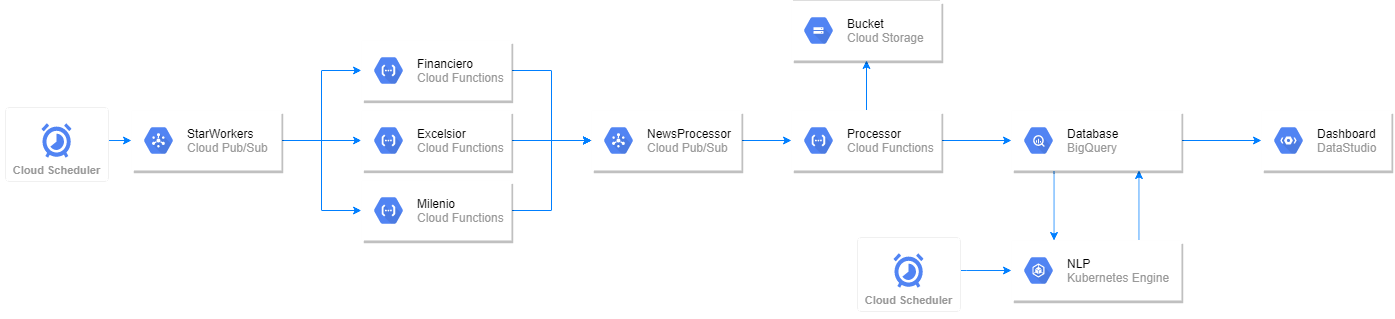 Bucket
Cloud Storage
Financiero
Cloud Functions
Cloud Scheduler
StarWorkers
Cloud Pub/Sub
Excelsior
Cloud Functions
NewsProcessor
Cloud Pub/Sub
Processor
Cloud Functions
Database
BigQuery
Dashboard
DataStudio
Milenio
Cloud Functions
Cloud Scheduler
NLP
Kubernetes Engine